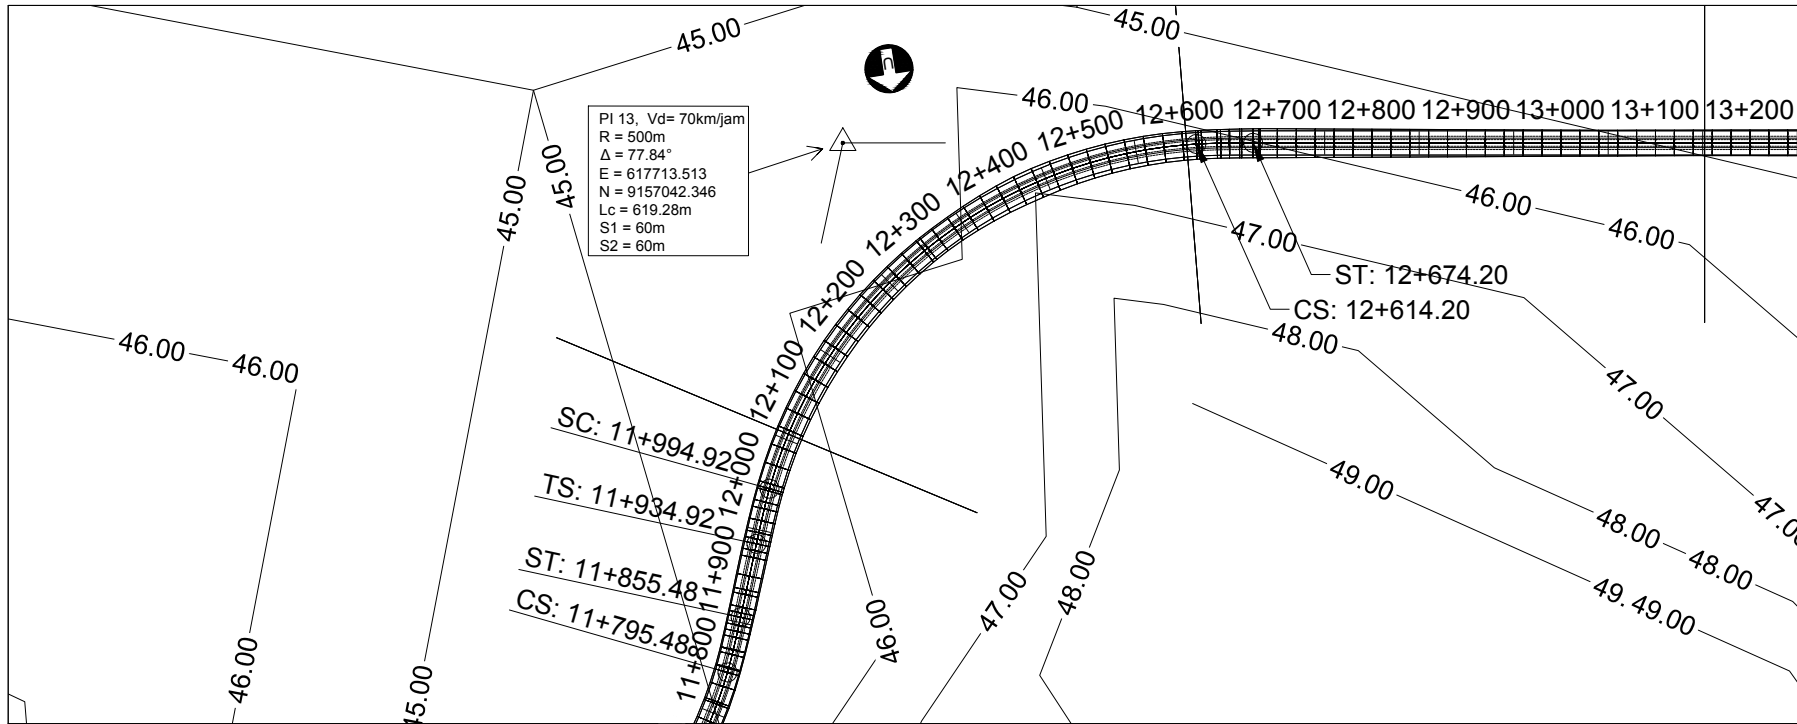 45.00
45.00
n
PI 13, Vd= 70km/jam
R = 500m
Δ = 77.84°
E = 617713.513
N = 9157042.346
Lc = 619.28m
S1 = 60m
S2 = 60m
46.00
12+600
12+700
12+800
12+900
13+000
13+100
13+200
12+500
12+400
12+300
12+200
12+100
12+000
11+900
11+800
45.00
45.00
46.00
46.00
47.00
46.00
46.00
ST: 12+674.20
CS: 12+614.20
48.00
47.00
SC: 11+994.92
TS: 11+934.92
ST: 11+855.48
CS: 11+795.48
49.00
47.00
48.00
48.00
49.
49.00
46.00
45.00
46.00
47.00
48.00